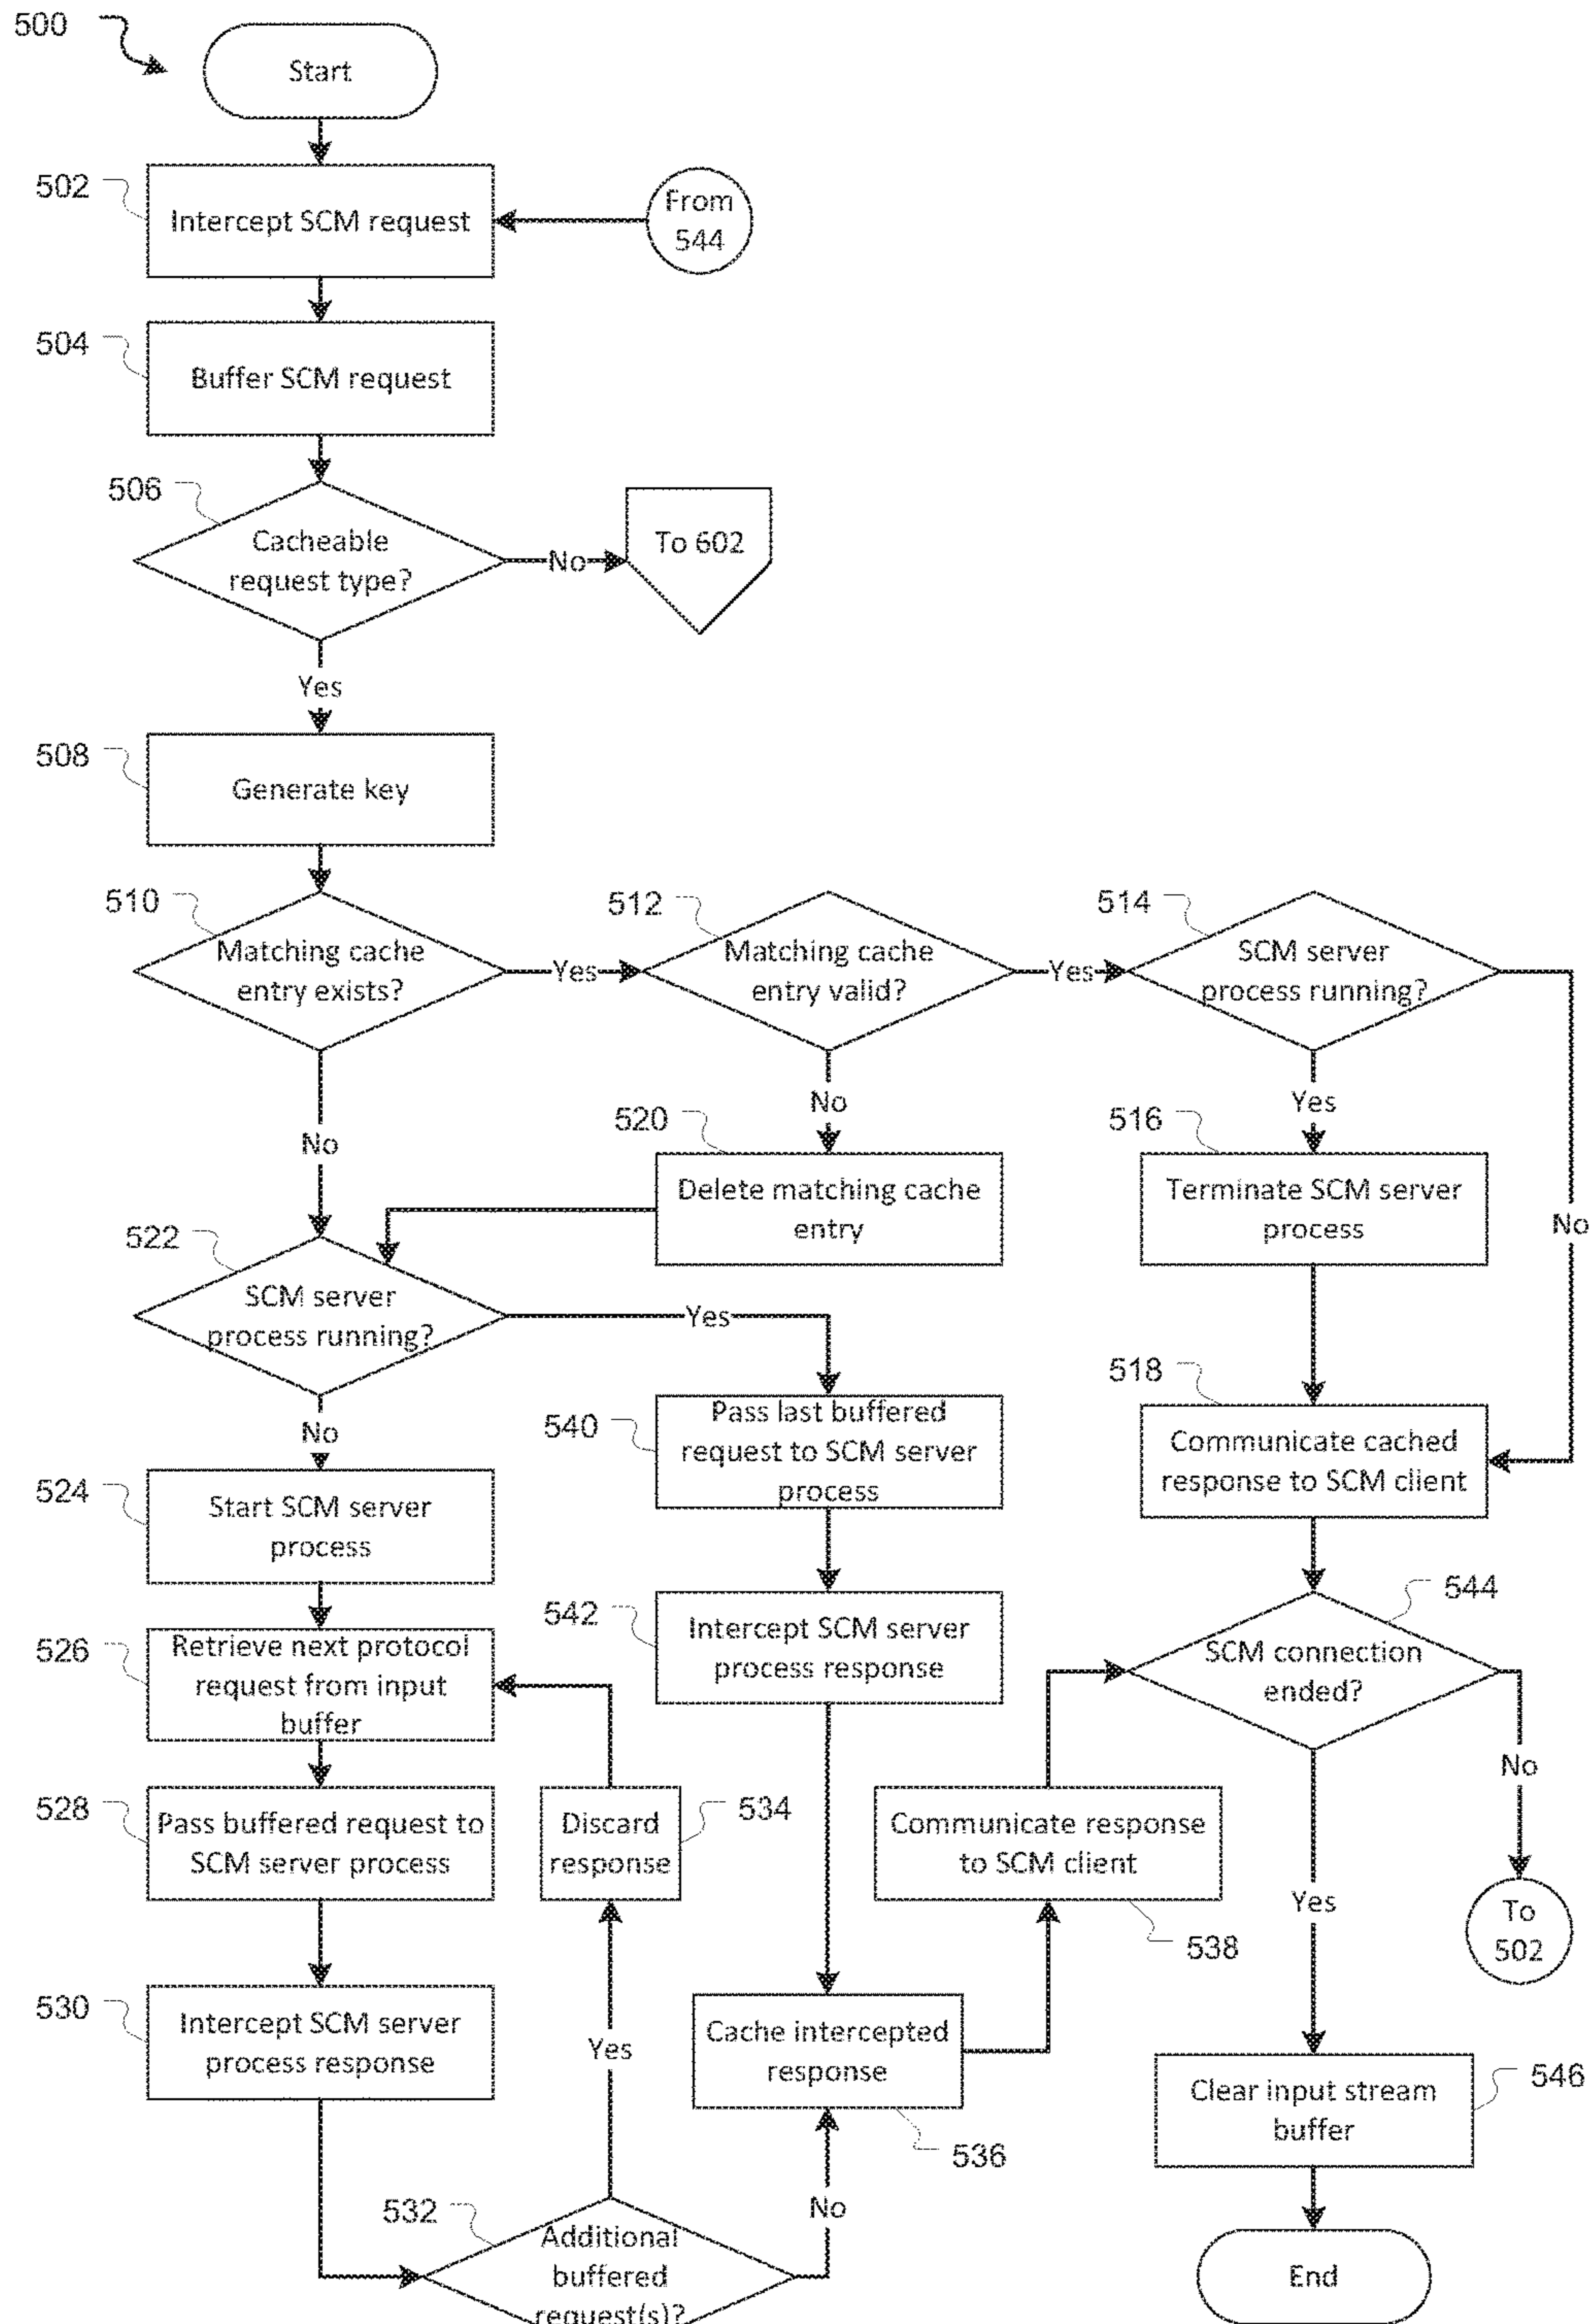 500
Start
502
Intercept SCM request
From
544
504
Buffer SCM request
506
Cacheable
request type?
No
To 602
Yes
508
Generate key
510
Matching cache
entry exists?
Yes
512
Matching cache
entry valid?
Yes
514
SCM server
process running?
No
No
Yes
No
520
Delete matching cache
entry
516
Terminate SCM server
process
522
SCM server
process running?
Yes
No
540
Pass last buffered
request to SCM server
process
518
Communicate cached
response to SCM client
524
Start SCM server
process
526
Retrieve next protocol
request from input
buffer
542
Intercept SCM server
process response
544
SCM connection
ended?
No
528
Pass buffered request to
SCM server process
Discard
response
534
Communicate response
to SCM client
538
Yes
To
502
530
Intercept SCM server
process response
Yes
Cache intercepted
response
536
Clear input stream
buffer
546
532
Additional
buffered
request(s)?
No
End